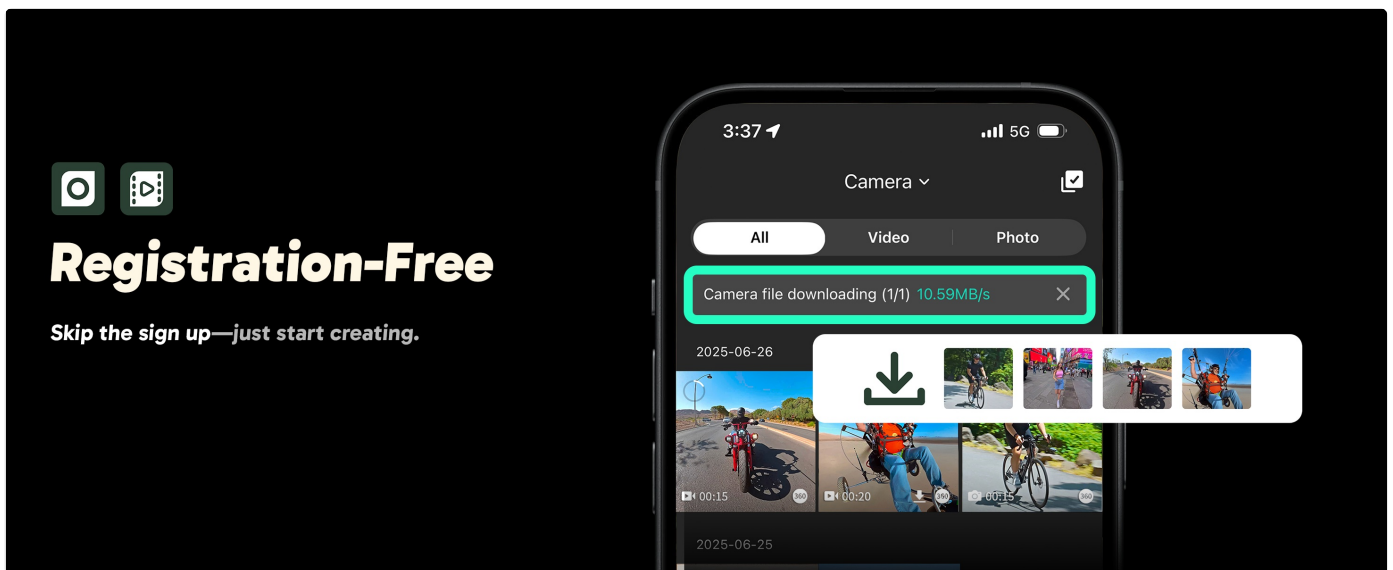 Registration-Free
Skip the sign up—just start creating.
3:37
5G
Camera
All
Video
Photo
Camera file downloading (1/1) 10.59MB/s
2025-06-26
00:15
360
00:20
360
00:15
360
2025-06-25